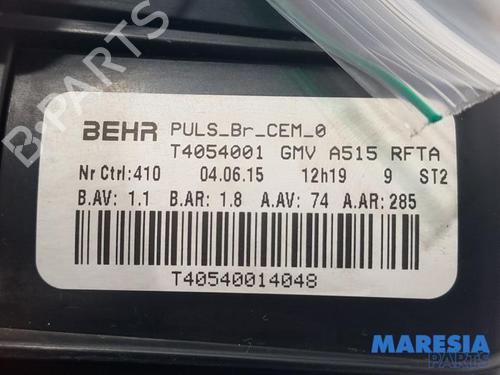 B-PARTS
BEHR PULS_Br_CEM_0
T4054001 GMV A515 RFTA
Nr Ctrl:410 04.06.15 12h19 9 ST2
B.AV: 1.1 B.AR: 1.8 A.AV: 74 A.AR: 285
T40540014048
MARESIA
PARTS